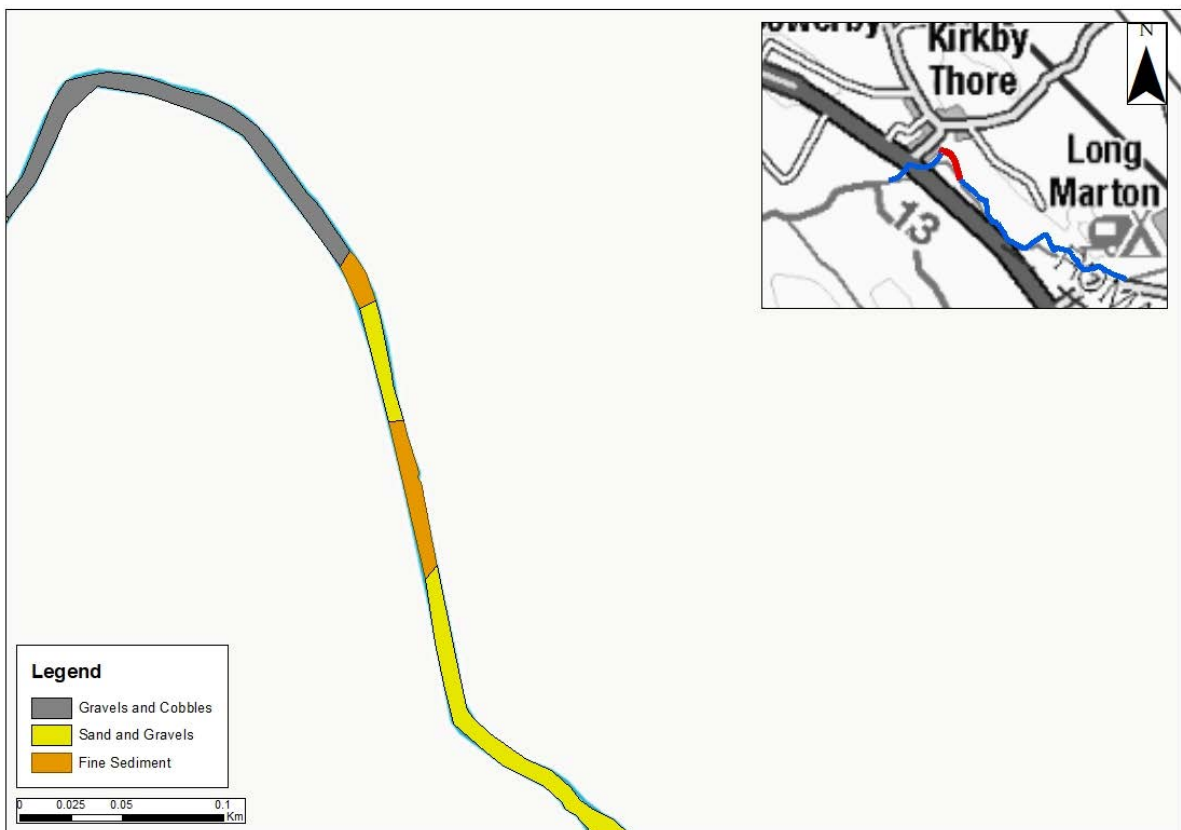 Kirkby
Thore
N
Long
Marton
13
Legend
Gravels and Cobbles
Sand and Gravels
Fine Sediment
0 0.025 0.05 0.1
Km